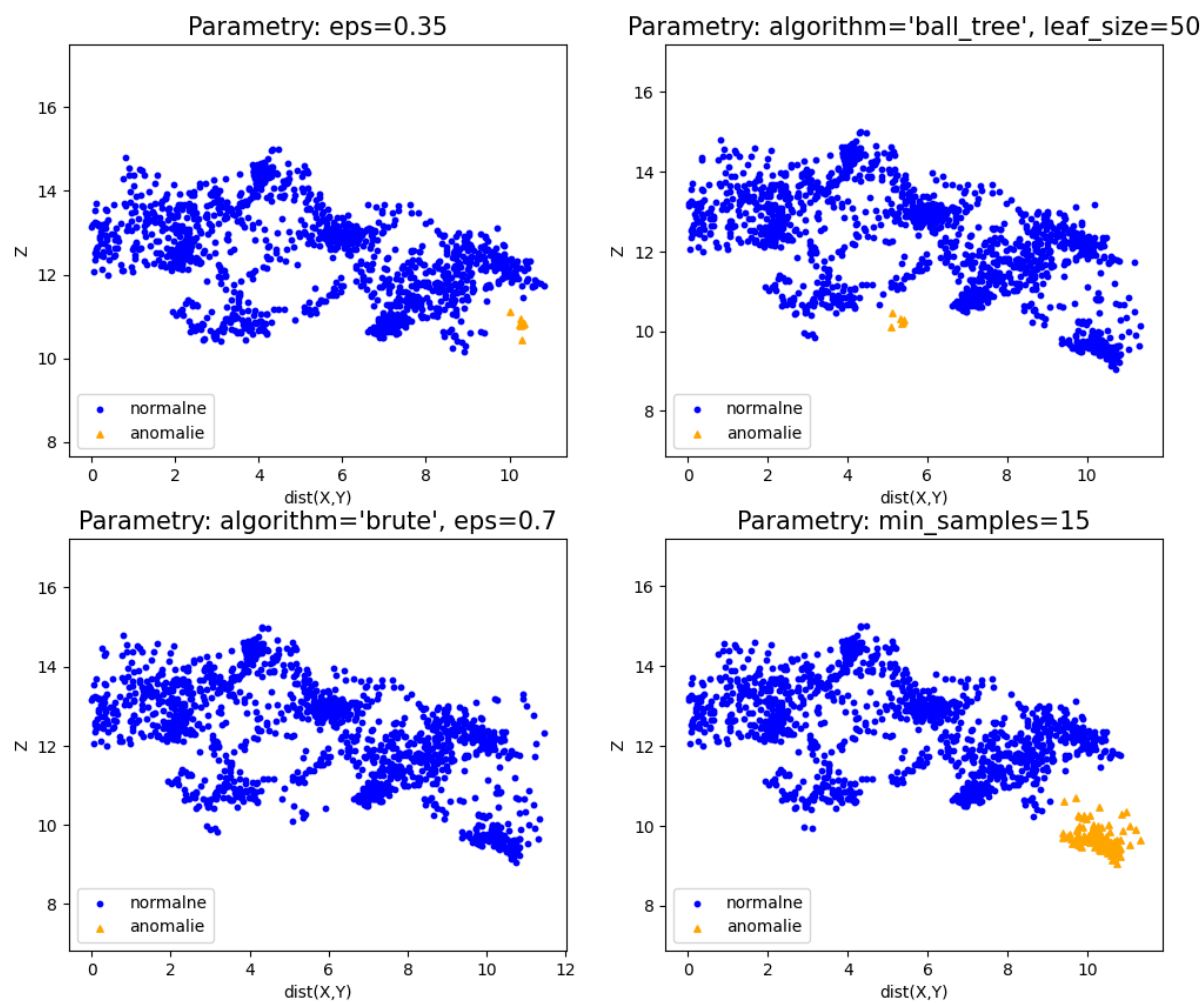 Parametry: eps=0.35
16
14
12
10
8
Z
normalne
anomalie
0 2 4 6 8 10
dist(X,Y)
Parametry: algorithm='ball_tree', leaf_size=50
16
14
12
10
8
Z
normalne
anomalie
0 2 4 6 8 10
dist(X,Y)
Parametry: algorithm='brute', eps=0.7
16
14
12
10
8
Z
normalne
anomalie
0 2 4 6 8 10 12
dist(X,Y)
Parametry: min_samples=15
16
14
12
10
8
Z
normalne
anomalie
0 2 4 6 8 10
dist(X,Y)